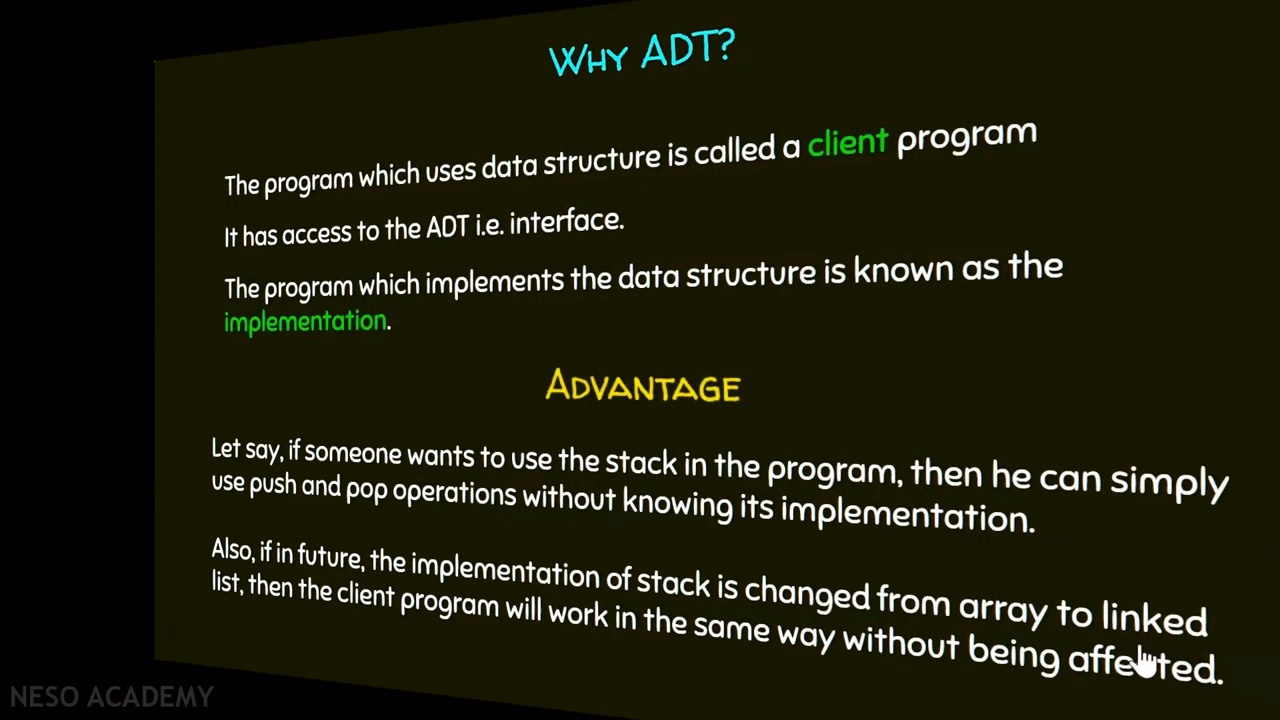 WHY ADT?
The program which uses data structure is called a client program
It has access to the ADT i.e. interface.
The program which implements the data structure is known as the
implementation.
ADVANTAGE
Let say, if someone wants to use the stack in the program, then he can simply
use push and pop operations without knowing its implementation.
Also, if in future, the implementation of stack is changed from array to linked
list, then the client program will work in the same way without being affected.
NESO ACADEMY